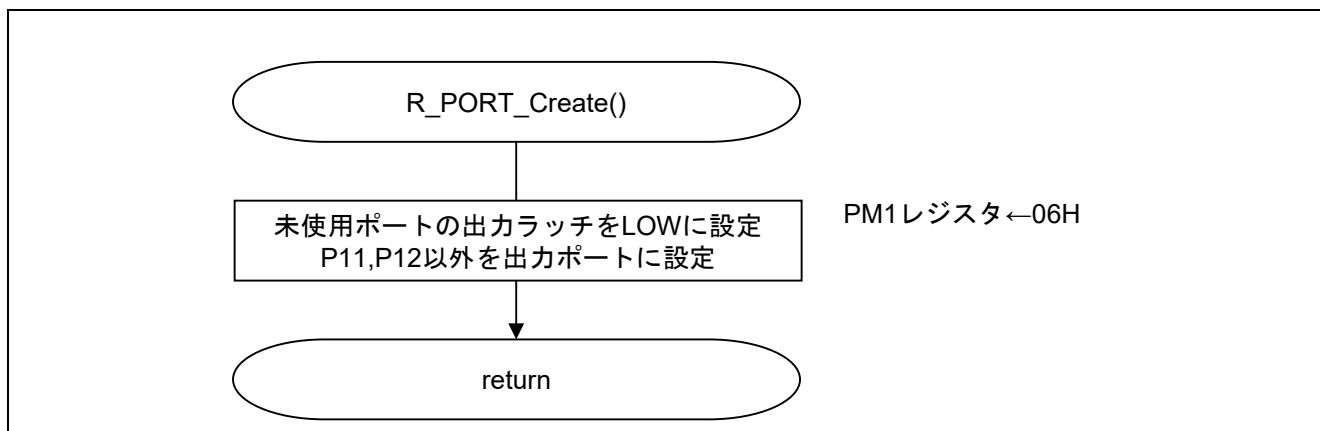 R_PORT_Create()
未使用ポートの出力ラッチをLOWに設定
P11,P12以外を出力ポートに設定
PM1レジスタ←06H
return